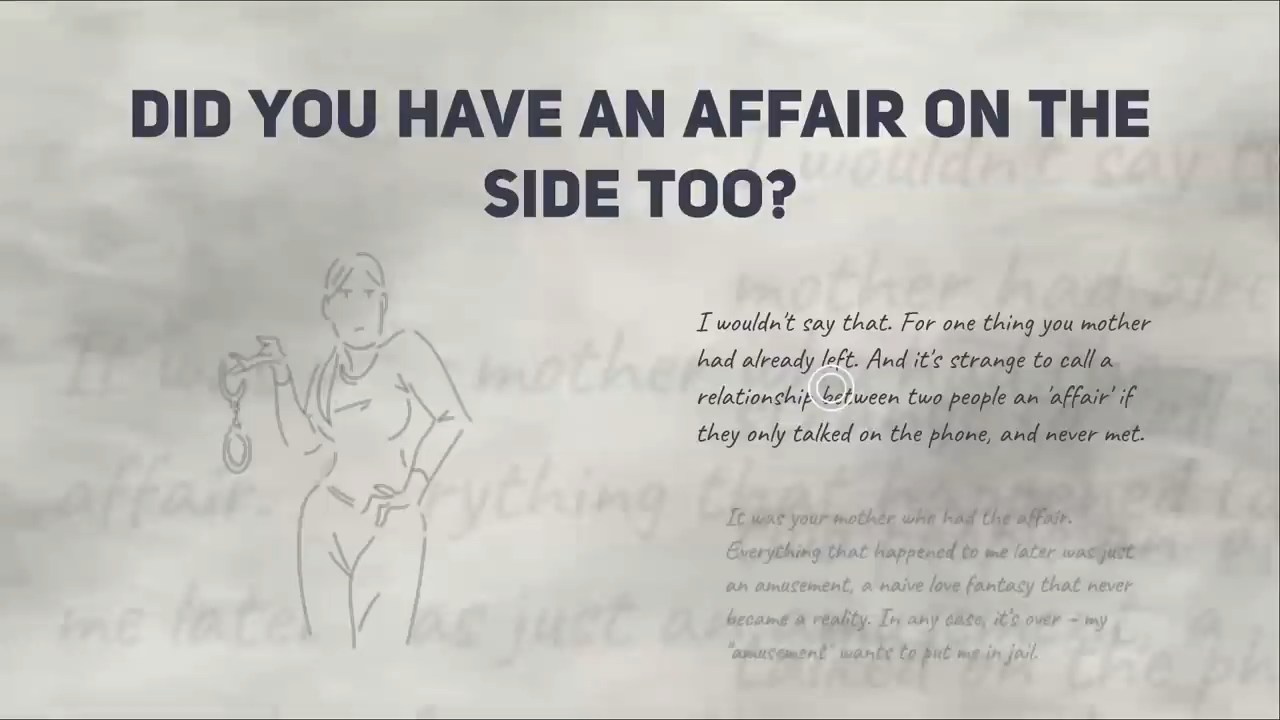 DID YOU HAVE AN AFFAIR ON THE
SIDE TOO?
I wouldn't say that. For one thing you mother
had already left. And it's strange to call a
relationship between two people an 'affair' if
they only talked on the phone, and never met.
It was your mother who had the affair.
Everything that happened to me later was just
an amusement, a naive love fantasy that never
became a reality. In any case, it's over - my
"amusement" wants to put me in jail.